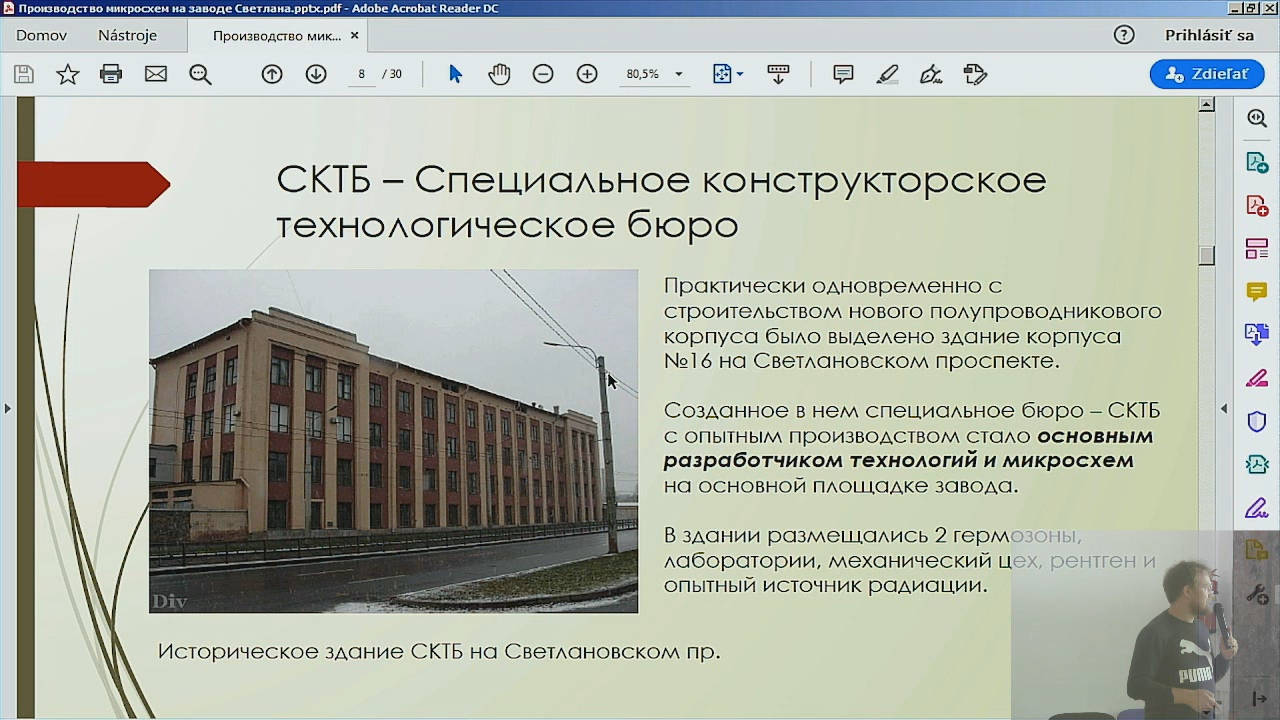 Производство микросхем на заводе Светлана.pptx.pdf - Adobe Acrobat Reader DC
Domov
Nástroje
Производство мик...
Prihlásiť sa
8
/ 30
80,5%
Zdieľať
СКТБ – Специальное конструкторское
технологическое бюро
Практически одновременно с
строительством нового полупроводникового
корпуса было выделено здание корпуса
№16 на Светлановском проспекте.
Созданное в нем специальное бюро – СКТБ
с опытным производством стало основным
разработчиком технологий и микросхем
на основной площадке завода.
В здании размещались 2 гермозоны,
лаборатории, механический цех, рентген и
опытный источник радиации.
Div
Историческое здание СКТБ на Светлановском пр.
PUMA